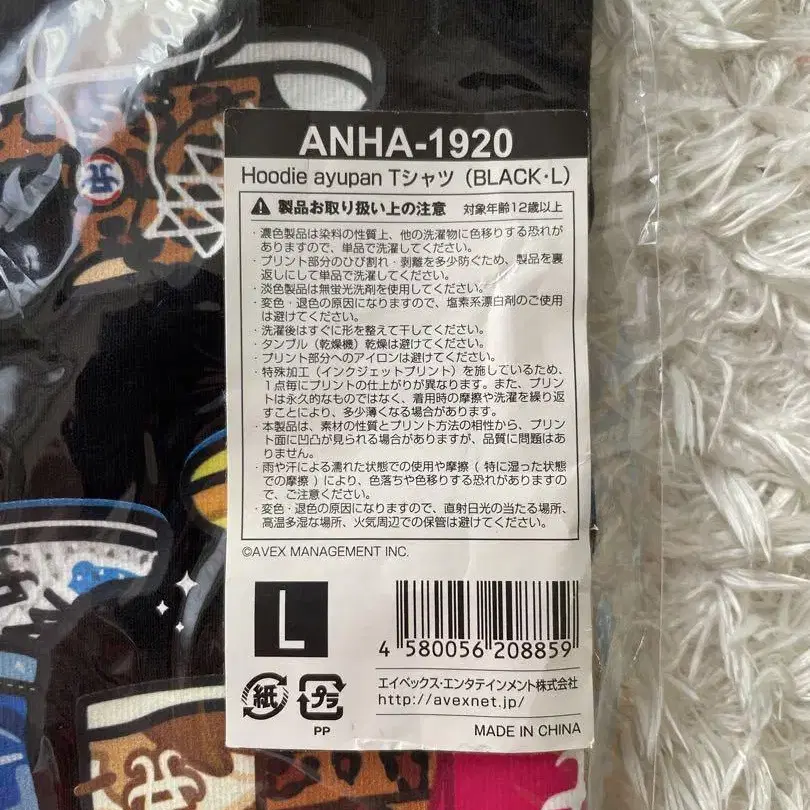 ANHA-1920
Hoodie ayupan Tシャツ（BLACK･L）
製品お取り扱い上の注意 対象年齢12歳以上
・濃色製品は染料の性質上、他の洗濯物に色移りする恐れが
ありますので、単品で洗濯してください。
・プリント部分のひび割れ・剥離を多少防ぐため、製品を裏
返しにして単品で洗濯してください。
・淡色製品は無蛍光洗剤を使用してください。
・変色・退色の原因になりますので、塩素系漂白剤のご使用
は避けてください。
・洗濯後はすぐに形を整えて干してください。
・タンブル（乾燥機）乾燥は避けてください。
・プリント部分へのアイロンは避けてください。
・特殊加工（インクジェットプリント）を施しているため、
1点毎にプリントの仕上がりが異なります。また、プリント
は永久的なものではなく、着用時の摩擦や洗濯を繰り返
すことにより、多少薄くなる場合があります。
・本製品は、素材の性質とプリント方法の相性から、プリン
ト面に凹凸が見られる場合がありますが、品質に問題はあ
りません。
・雨や汗による濡れた状態での使用や摩擦（特に湿った状態
での摩擦）により、色落ちや色移りする恐れがありますの
で、ご注意ください。
・変色・退色の原因になりますので、直射日光の当たる場所、
高温多湿な場所、火気周辺での保管は避けてください。
©AVEX MANAGEMENT INC.
L
4 580056 208859
紙
プラ
PP
エイベックス・エンタテインメント株式会社
http://avexnet.jp/
MADE IN CHINA